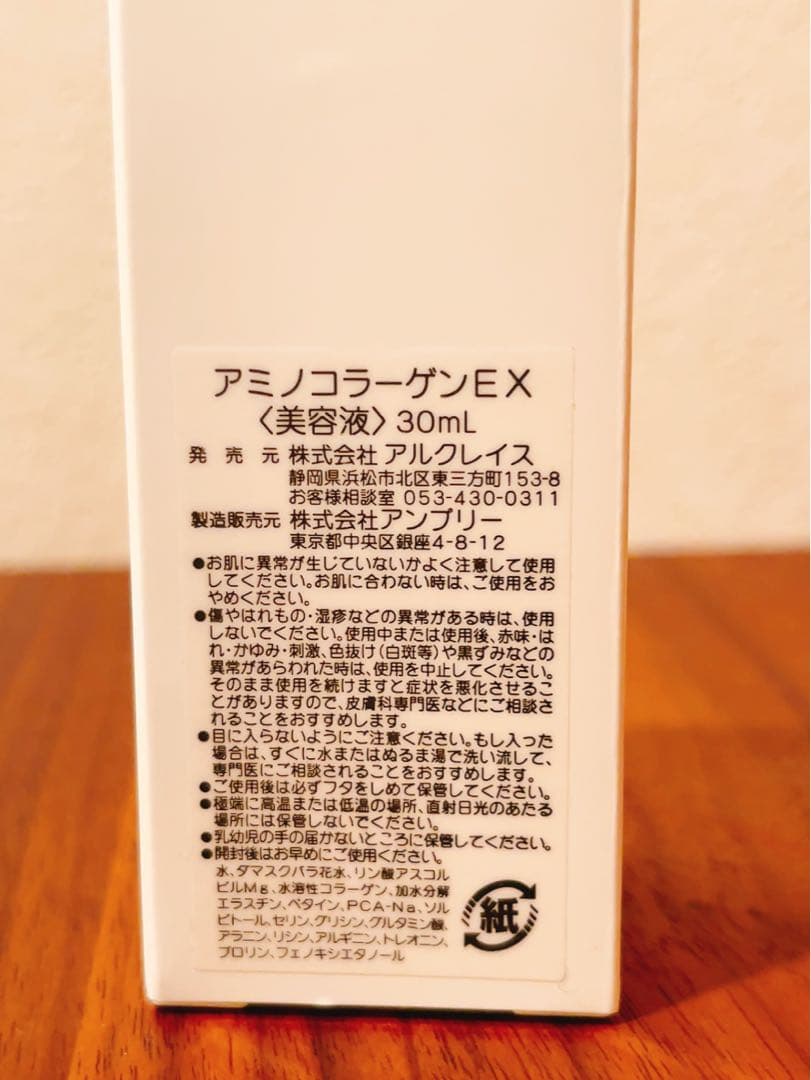 アミノコラーゲンEX
〈美容液〉30mL
発売元 株式会社 アルクレイス
静岡県浜松市北区東三方町153-8
お客様相談室 053-430-0311
製造販売元 株式会社アンブリー
東京都中央区銀座4-8-12
●お肌に異常が生じていないかよく注意して使用
してください。お肌に合わない時は、ご使用をお
やめください。
●傷やはれもの・湿疹などの異常がある時は、使用
しないでください。使用中または使用後、赤味・は
れ・かゆみ・刺激、色抜け(白斑等)や黒ずみなどの
異常があらわれた時は、使用を中止してください。
そのまま使用を続けますと症状を悪化させるこ
とがありますので、皮膚科専門医などにご相談さ
れることをおすすめします。
●目に入らないようにご注意ください。もし入った
場合は、すぐに水またはぬるま湯で洗い流して、
専門医にご相談されることをおすすめします。
●ご使用後は必ずフタをしめて保管してください。
●極端に高温または低温の場所、直射日光のあたる
場所には保管しないでください。
●乳幼児の手の届かないところに保管してください。
●開封後はお早めにご使用ください。
水、ダマスクバラ花水、リン酸アスコル
ビルMg、水溶性コラーゲン、加水分解
エラスチン、ベタイン、PCA-Na、ソル
ビトール、セリン、グリシン、グルタミン酸、
アラニン、リシン、アルギニン、トレオニン、
プロリン、フェノキシエタノール
紙